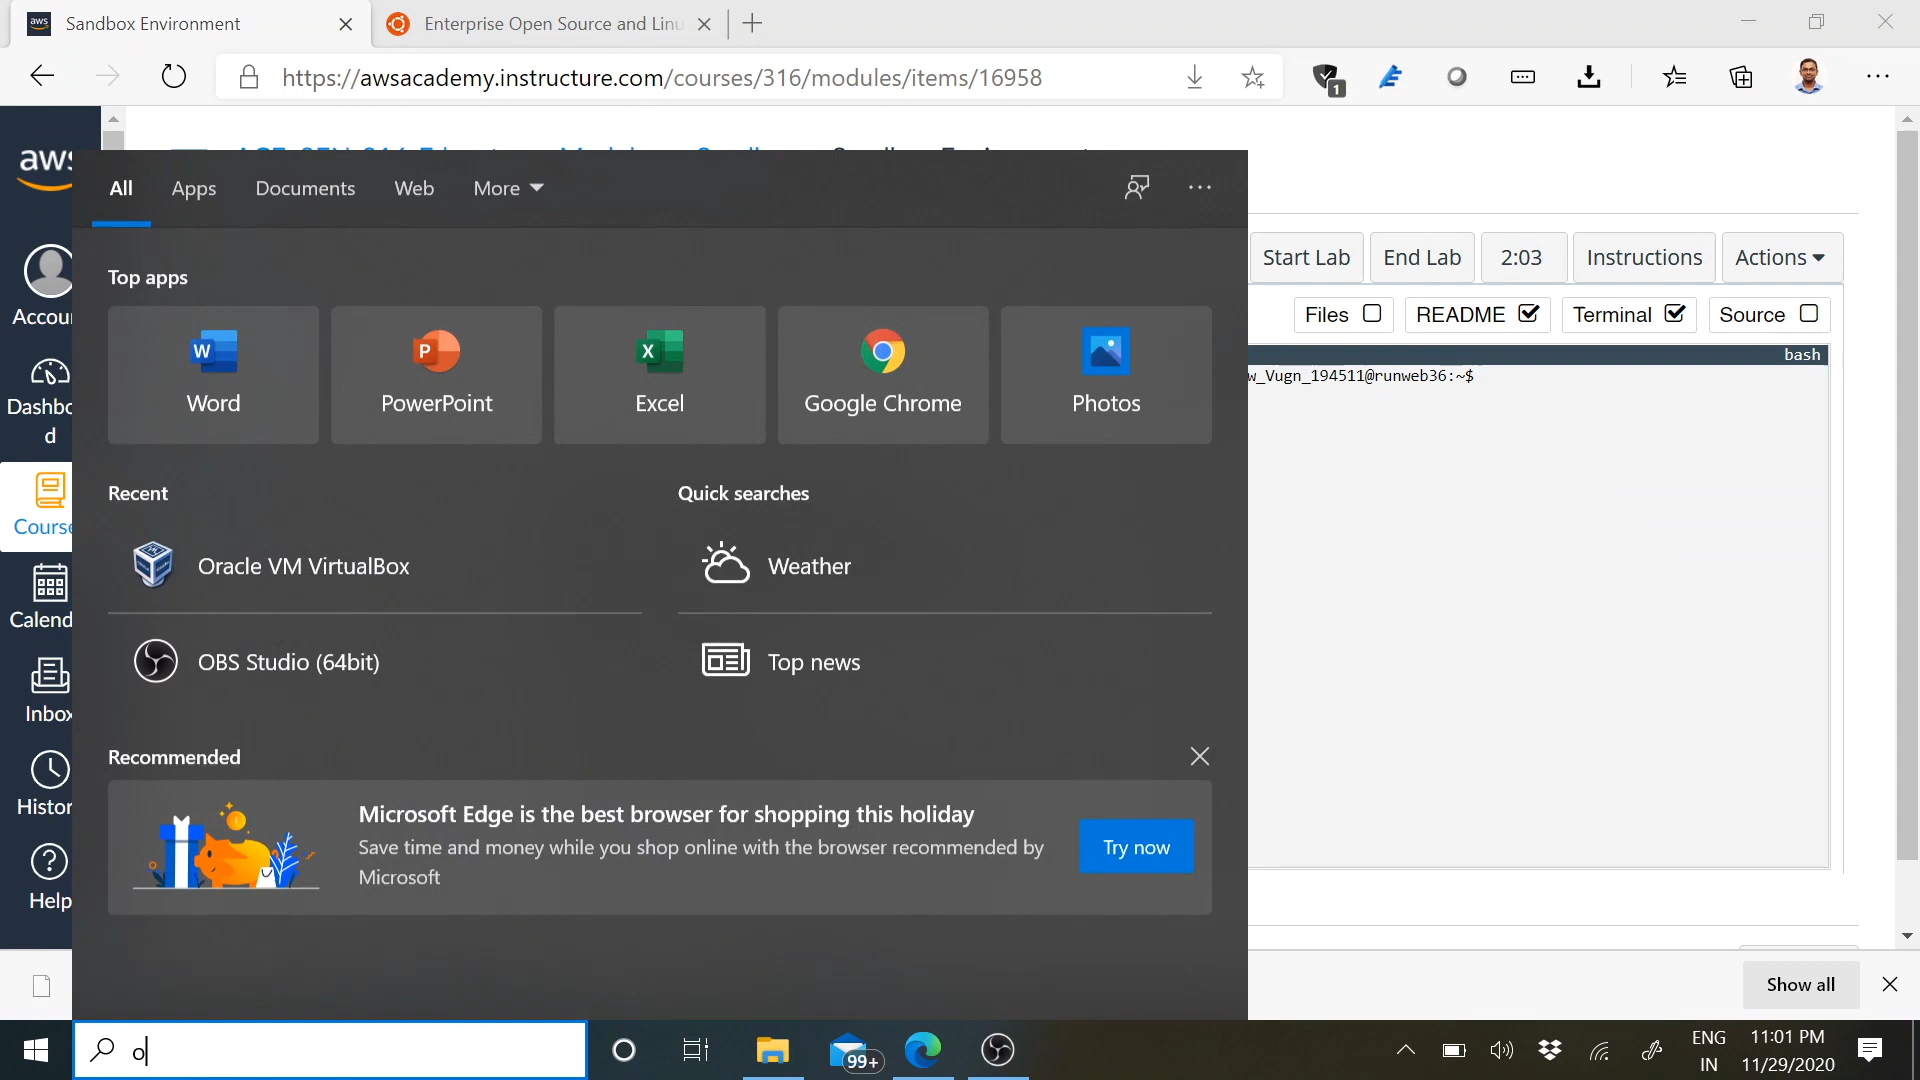 aws
Sandbox Environment
Enterprise Open Source and Linu
https://awsacademy.instructure.com/courses/316/modules/items/16958
1
aws
Accoun
Dashbo
d
Course
Calend
Inbox
Histor
Help
All
Apps
Documents
Web
More
Top apps
Word
PowerPoint
Excel
Google Chrome
Photos
Recent
Oracle VM VirtualBox
OBS Studio (64bit)
Quick searches
Weather
Top news
Recommended
Microsoft Edge is the best browser for shopping this holiday
Save time and money while you shop online with the browser recommended by
Microsoft
Try now
Start Lab
End Lab
2:03
Instructions
Actions
Files
README
Terminal
Source
bash
w_Vugn_194511@runweb36:~$
Show all
o
99+
ENG
IN
11:01 PM
11/29/2020